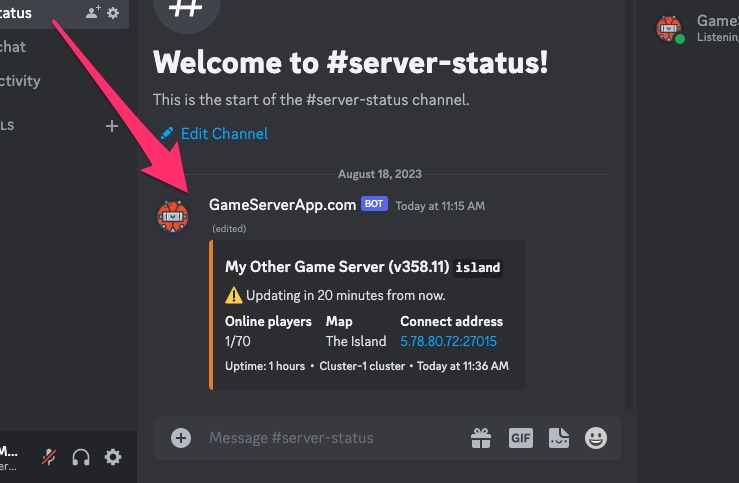 tatus
chat
ctivity
LS
#
Welcome to #server-status!
This is the start of the #server-status channel.
Edit Channel
August 18, 2023
GameServerApp.com BOT Today at 11:15 AM
(edited)
My Other Game Server (v358.11) island
⚠️ Updating in 20 minutes from now.
Online players Map Connect address
1/70 The Island 5.78.80.72:27015
Uptime: 1 hours • Cluster-1 cluster • Today at 11:36 AM
M...
er...
Message #server-status
GIF
GameS
Listening